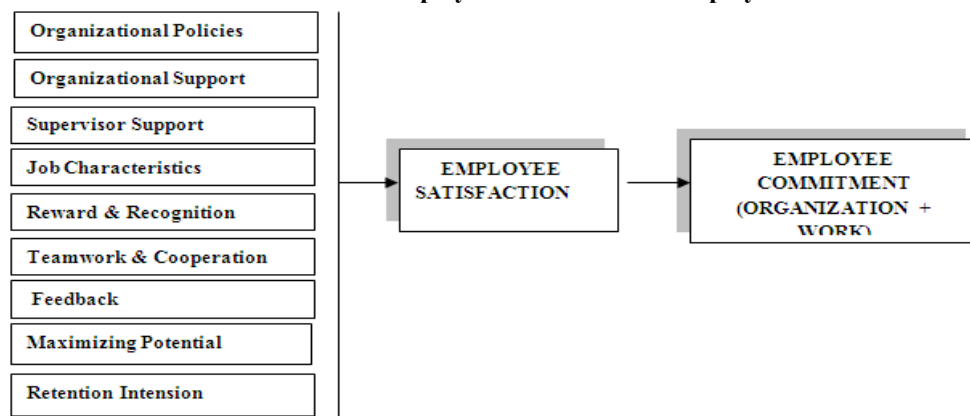 Organizational Policies
Organizational Support
Supervisor Support
Job Characteristics
Reward & Recognition
Teamwork & Cooperation
Feedback
Maximizing Potential
Retention Intension
EMPLOYEE
SATISFACTION
EMPLOYEE
COMMITMENT
(ORGANIZATION +
WORK)